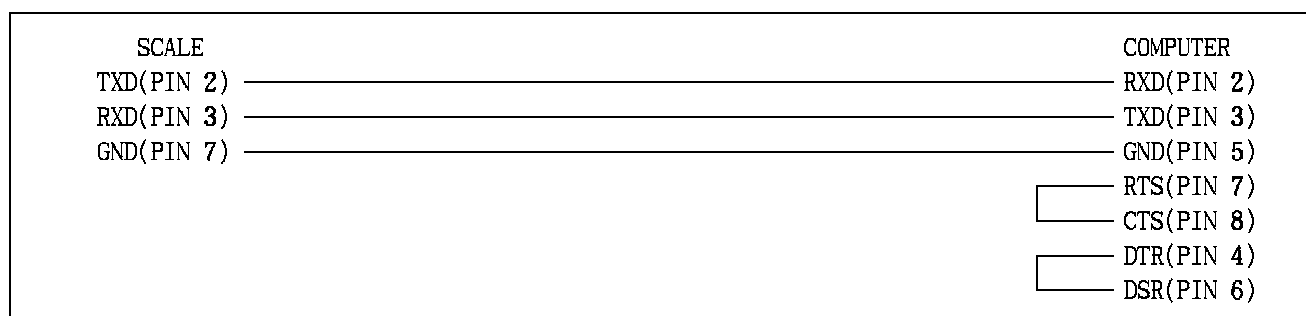 SCALE COMPUTER
TXD(PIN 2) RXD(PIN 2)
RXD(PIN 3) TXD(PIN 3)
GND(PIN 7) GND(PIN 5)
RTS(PIN 7)
CTS(PIN 8)
DTR(PIN 4)
DSR(PIN 6)